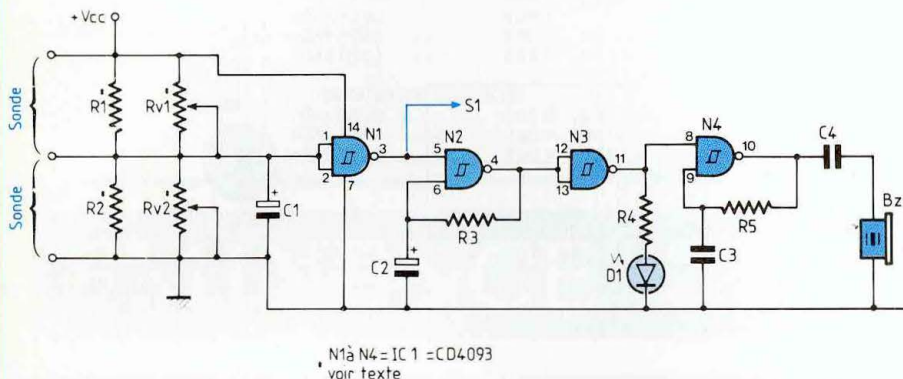 +Vcc
Sonde
Sonde
R1'
Rv1'
R2'
Rv2'
+
C1
1
2
14
7
3
N1
S1
N2
5
6
4
+
C2
R3
N3
12
13
11
R4
D1
N4
8
9
10
R5
C3
C4
Bz
N1 à N4 = IC 1 = CD4093
' voir texte